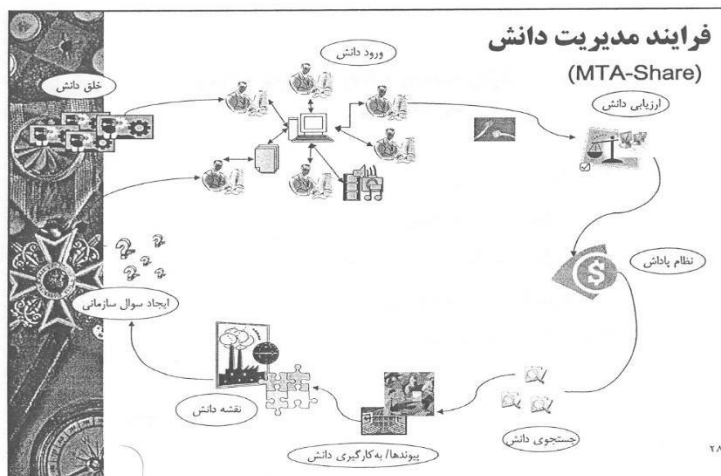 فرایند مدیریت دانش
(MTA-Share)
ورود دانش
خلق دانش
ارزیابی دانش
نظام پاداش
ایجاد سوال سازمانی
جستجوی دانش
پیوندها/ به‌کارگیری دانش
نقشه دانش
۲۸